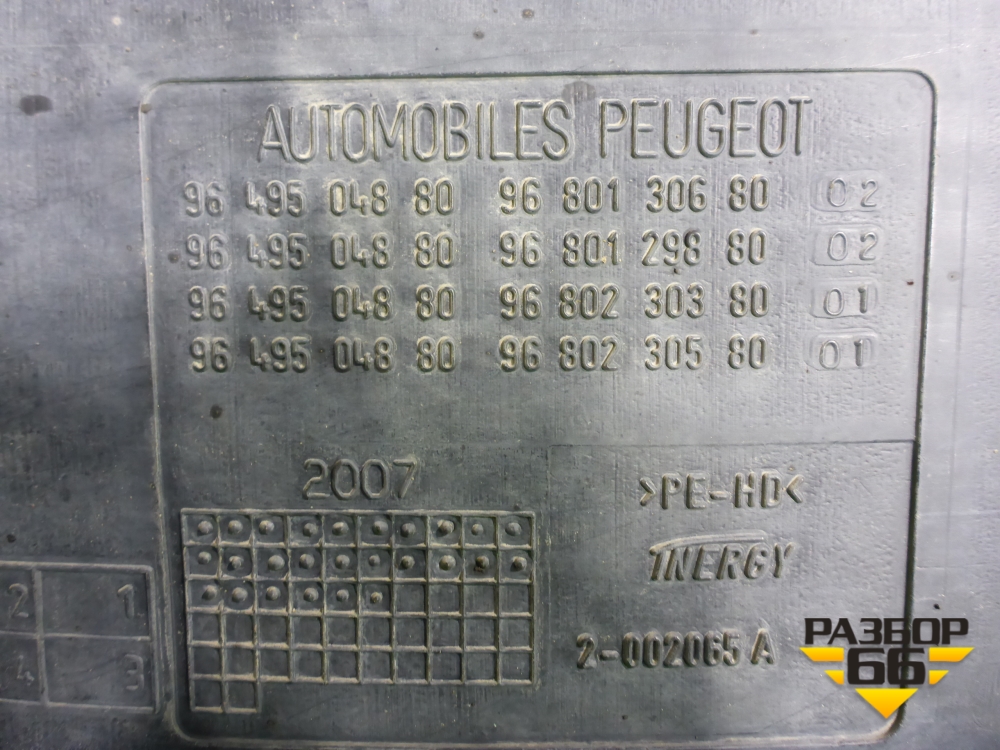 AUTOMOBILES PEUGEOT
96 495 048 80 96 801 306 80 02
96 495 048 80 96 801 298 80 02
96 495 048 80 96 802 303 80 01
96 495 048 80 96 802 305 80 01
2007
>PE-HD<
INERGY
2-002065 A
2 1
4 3
РАЗБОР
66